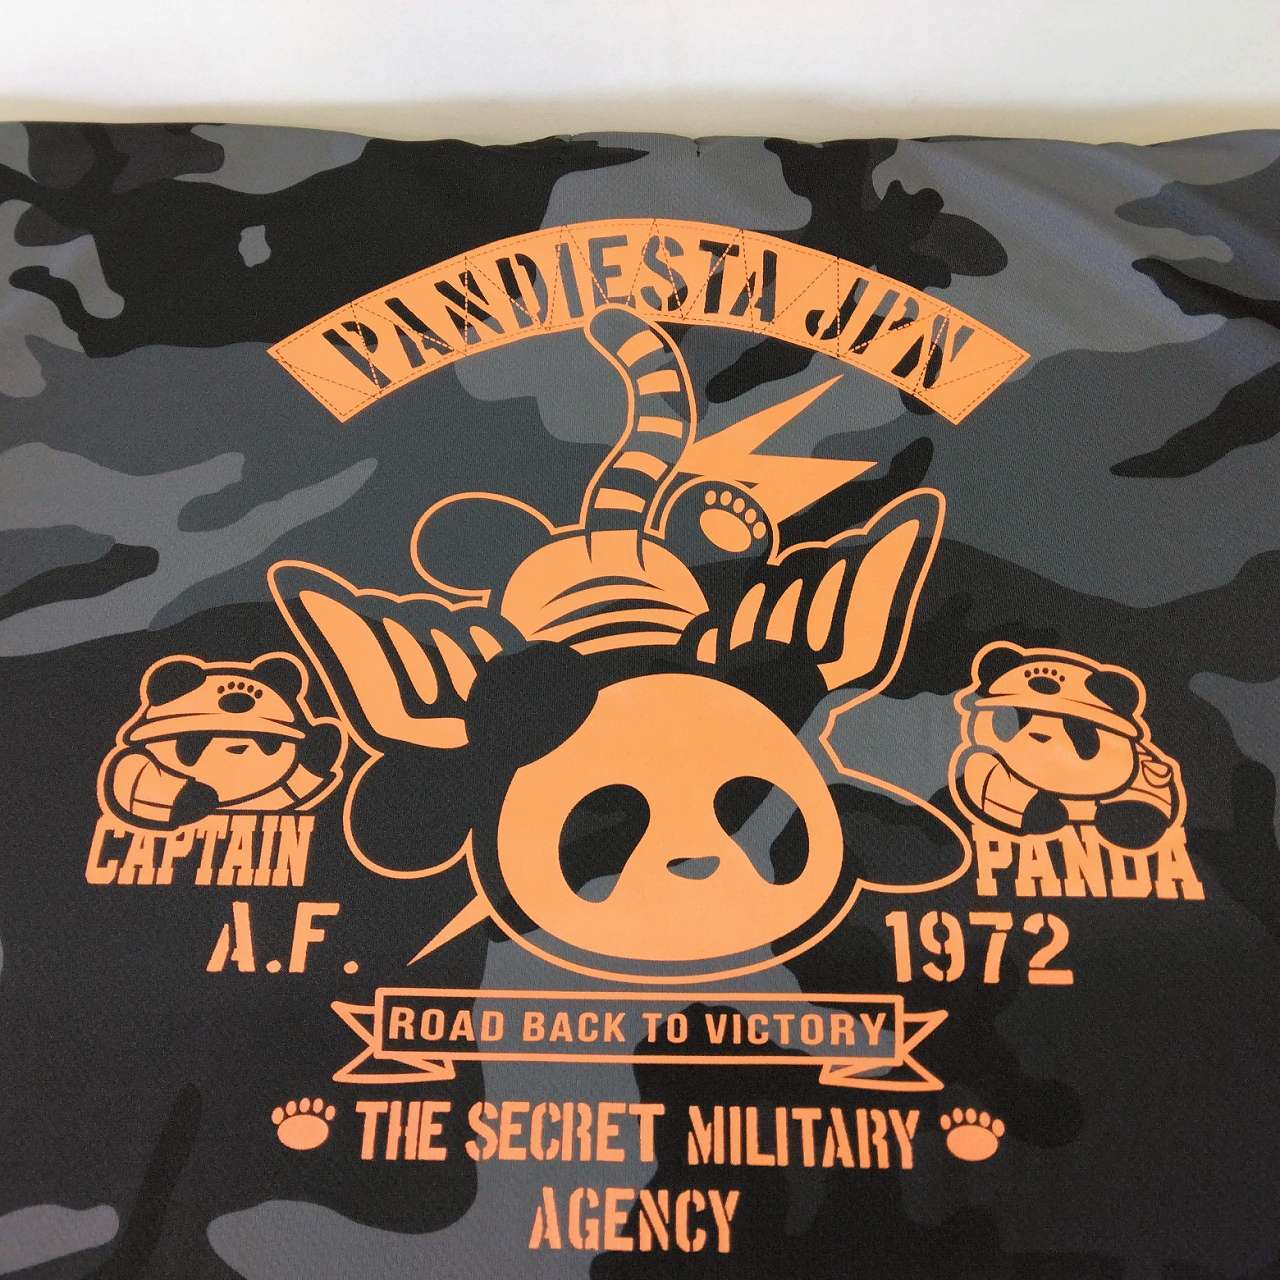 PANDIESTA JPN
CAPTAIN
PANDA
A.F.
1972
ROAD BACK TO VICTORY
THE SECRET MILITARY
AGENCY